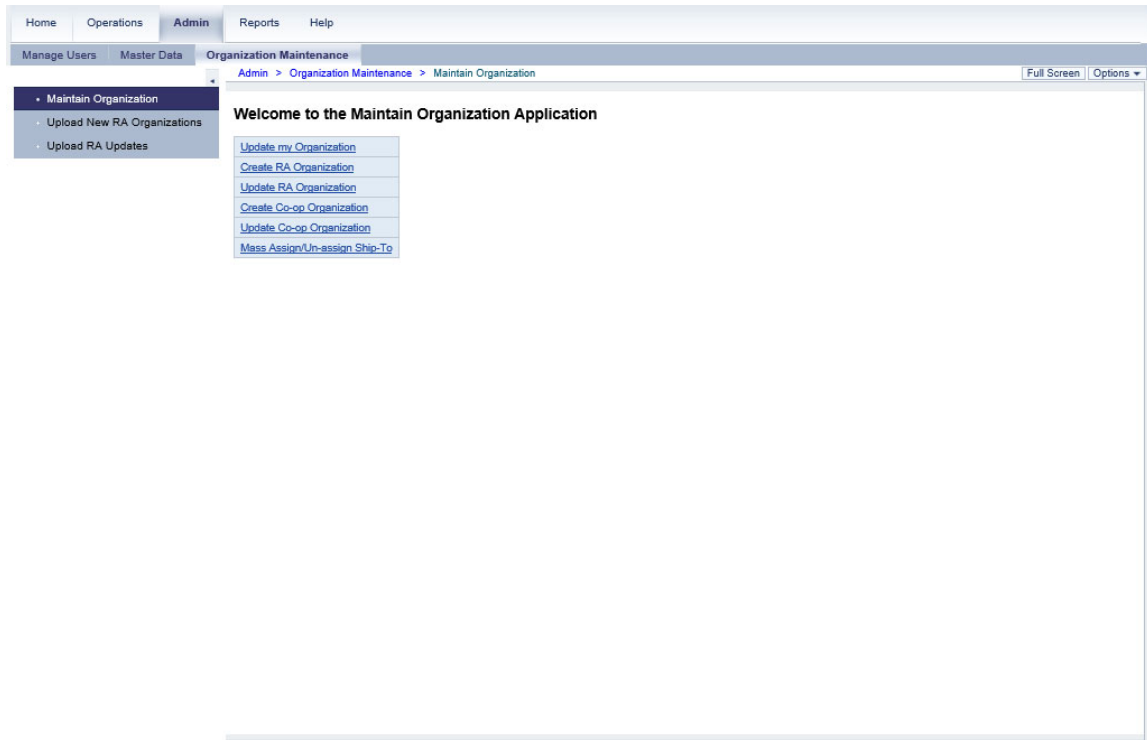 Home Operations Admin Reports Help
Manage Users Master Data Organization Maintenance
Admin > Organization Maintenance > Maintain Organization Full Screen Options
Maintain Organization
Upload New RA Organizations
Upload RA Updates
Welcome to the Maintain Organization Application
Update my Organization
Create RA Organization
Update RA Organization
Create Co-op Organization
Update Co-op Organization
Mass Assign/Un-assign Ship-To